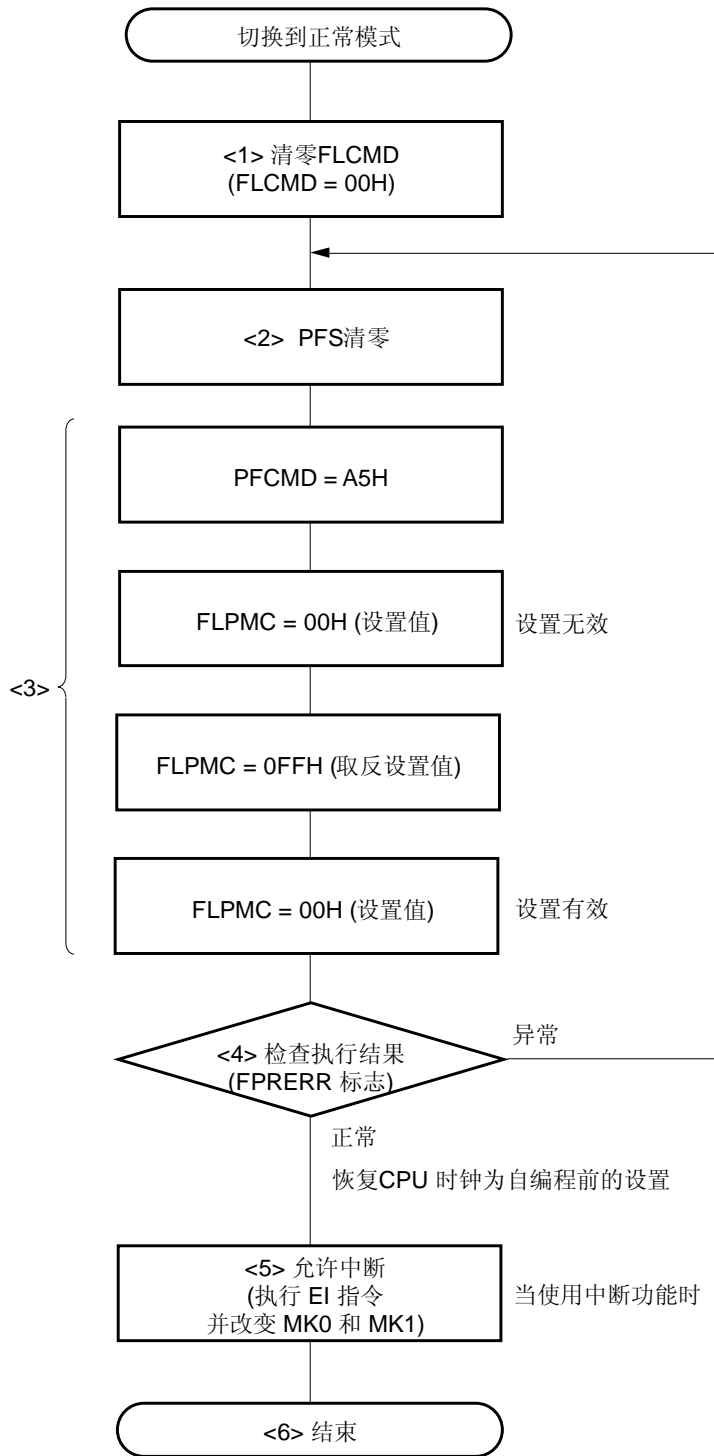 切换到正常模式
<1> 清零FLCMD
(FLCMD = 00H)
<2> PFS清零
PFCMD = A5H
FLPMC = 00H (设置值)
设置无效
<3>
FLPMC = 0FFH (取反设置值)
FLPMC = 00H (设置值)
设置有效
<4> 检查执行结果
(FPRERR 标志)
异常
正常
恢复CPU 时钟为自编程前的设置
<5> 允许中断
(执行 EI 指令
并改变 MK0 和 MK1)
当使用中断功能时
<6> 结束